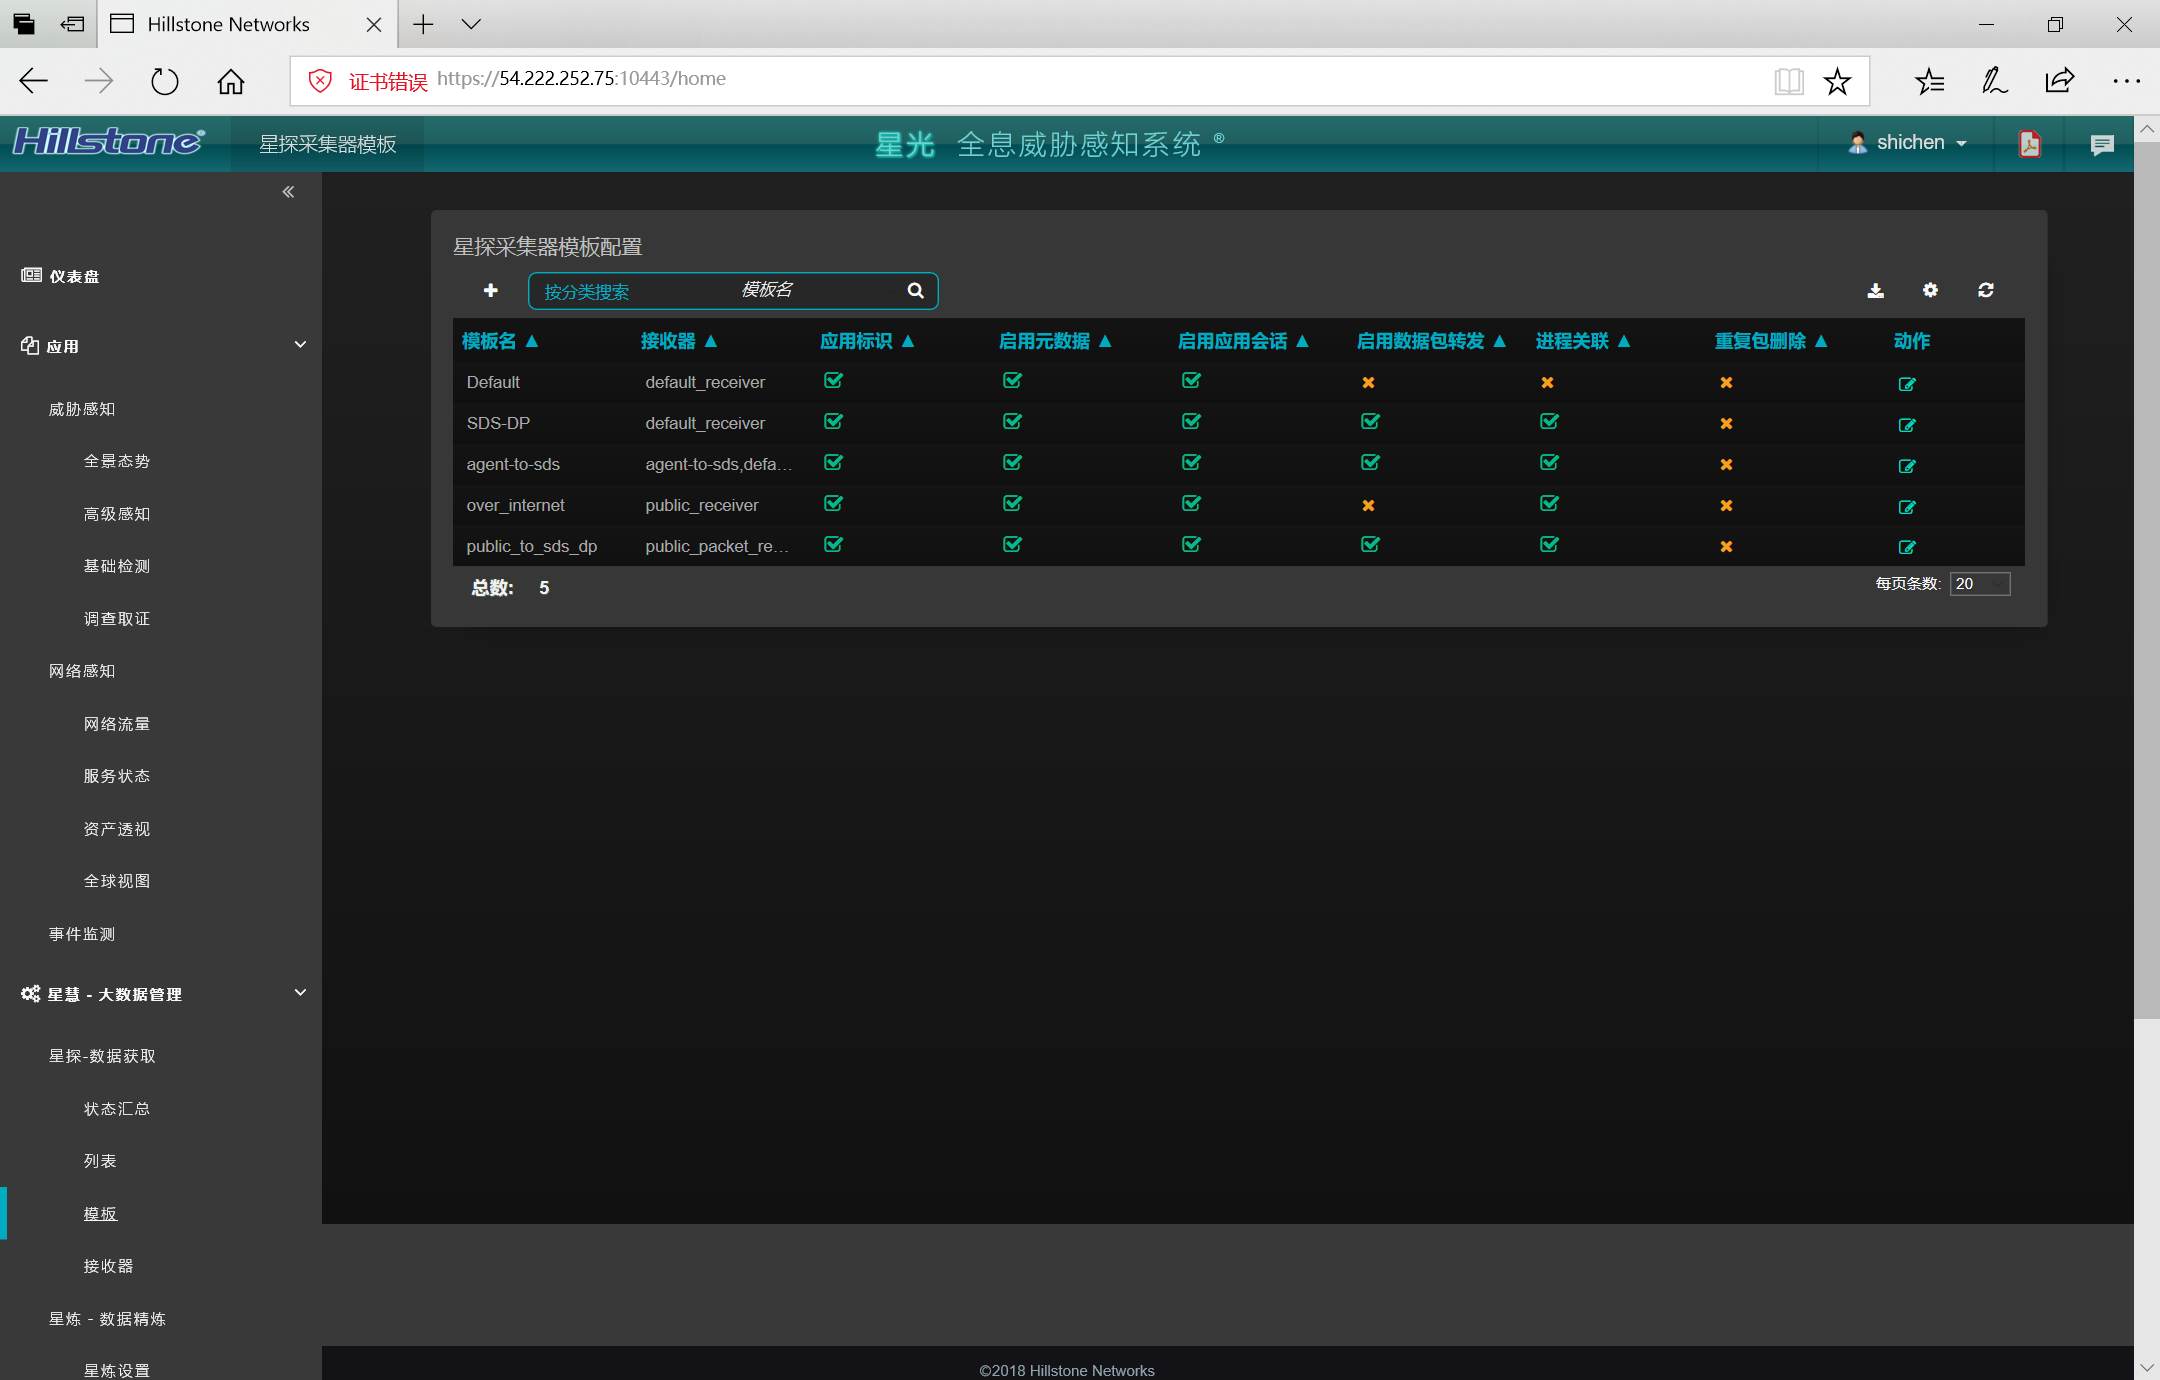 Hillstone Networks
证书错误 https://54.222.252.75:10443/home
Hillstone® 星探采集器模板 星光 全息威胁感知系统 ® shichen
仪表盘
应用
威胁感知
全景态势
高级感知
基础检测
调查取证
网络感知
网络流量
服务状态
资产透视
全球视图
事件监测
星慧 - 大数据管理
星探-数据获取
状态汇总
列表
模板
接收器
星炼 - 数据精炼
星炼设置
星探采集器模板配置
按分类搜索 模板名
模板名 ▲ 接收器 ▲ 应用标识 ▲ 启用元数据 ▲ 启用应用会话 ▲ 启用数据包转发 ▲ 进程关联 ▲ 重复包删除 ▲ 动作
Default default_receiver
SDS-DP default_receiver
agent-to-sds agent-to-sds,defa...
over_internet public_receiver
public_to_sds_dp public_packet_re...
总数: 5 每页条数: 20
©2018 Hillstone Networks